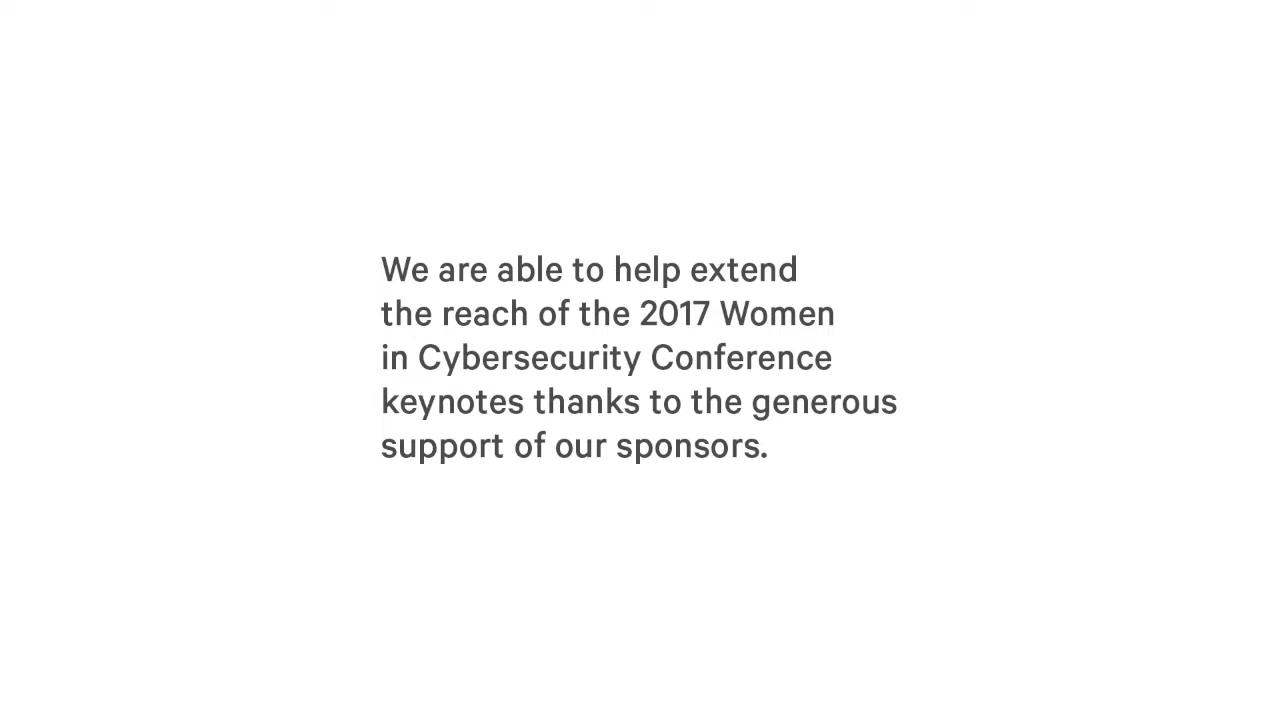 We are able to help extend
the reach of the 2017 Women
in Cybersecurity Conference
keynotes thanks to the generous
support of our sponsors.